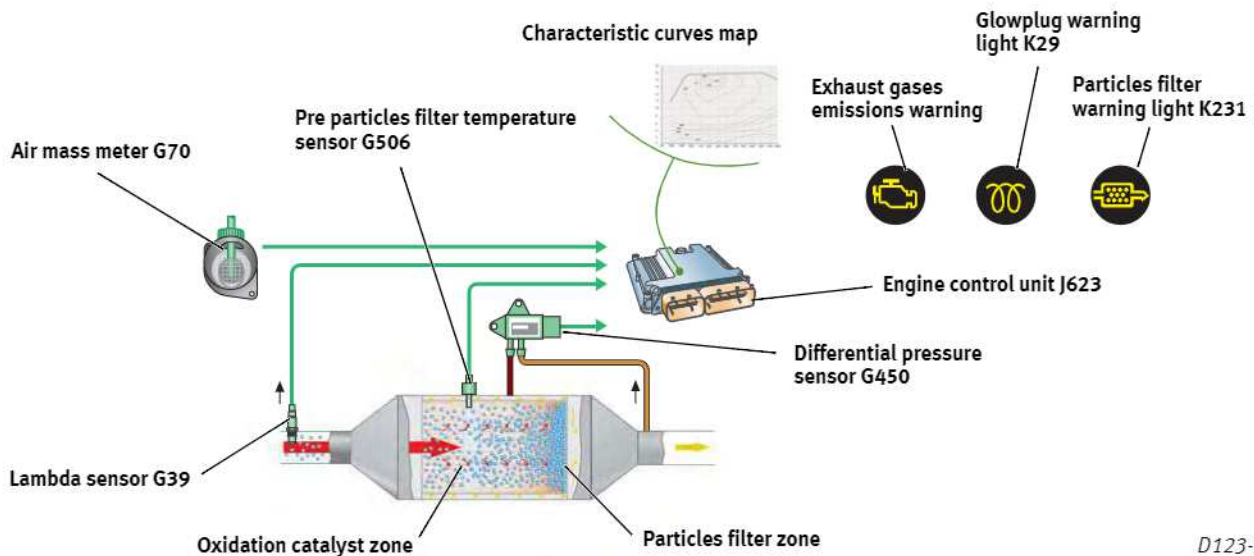 Characteristic curves map
Glowplug warning
light K29
Exhaust gases
emissions warning
Particles filter
warning light K231
Pre particles filter temperature
sensor G506
Air mass meter G70
Engine control unit J623
Differential pressure
sensor G450
Lambda sensor G39
Oxidation catalyst zone
Particles filter zone
D123-